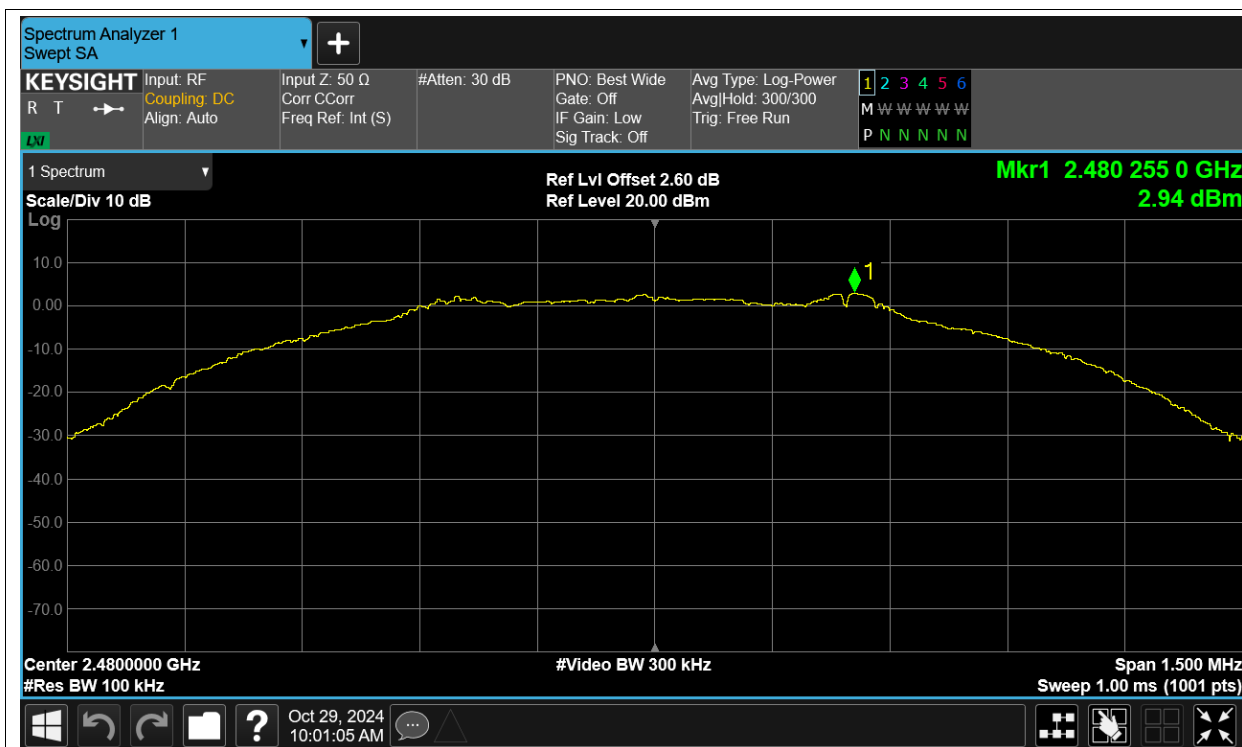 Spectrum Analyzer 1
Swept SA
KEYSIGHT
R T
LXI
Input: RF
Coupling: DC
Align: Auto
Input Z: 50 Ω
Corr CCorr
Freq Ref: Int (S)
#Atten: 30 dB
PNO: Best Wide
Gate: Off
IF Gain: Low
Sig Track: Off
Avg Type: Log-Power
Avg|Hold: 300/300
Trig: Free Run
1 2 3 4 5 6
M W W W W W W
P N N N N N
1 Spectrum
Scale/Div 10 dB
Ref Lvl Offset 2.60 dB
Ref Level 20.00 dBm
Mkr1 2.480 255 0 GHz
2.94 dBm
Log
10.0
0.00
-10.0
-20.0
-30.0
-40.0
-50.0
-60.0
-70.0
1
Center 2.4800000 GHz
#Res BW 100 kHz
#Video BW 300 kHz
Span 1.500 MHz
Sweep 1.00 ms (1001 pts)
?
Oct 29, 2024
10:01:05 AM